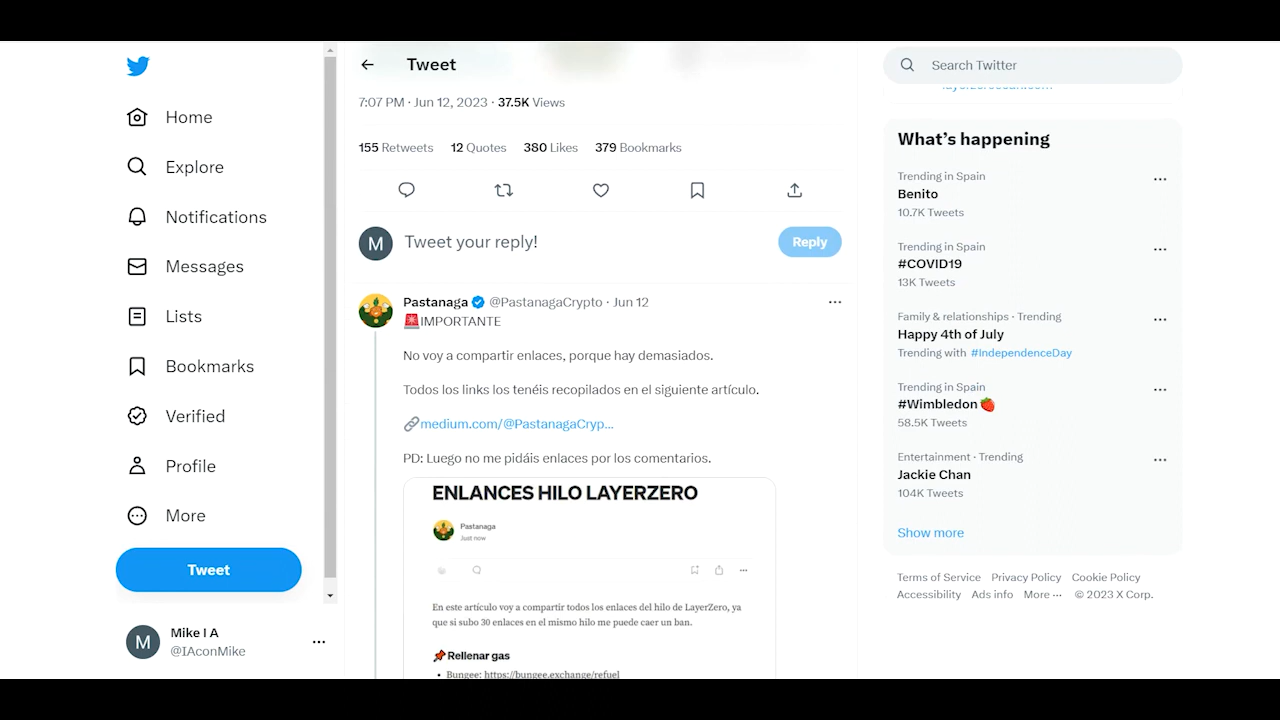 Home
Explore
Notifications
Messages
Lists
Bookmarks
Verified
Profile
More
Tweet
M
Mike I A
@IAconMike
Tweet
7:07 PM · Jun 12, 2023 · 37.5K Views
155 Retweets 12 Quotes 380 Likes 379 Bookmarks
M
Tweet your reply!
Reply
Pastanaga @PastanagaCrypto · Jun 12
🚨IMPORTANTE
No voy a compartir enlaces, porque hay demasiados.
Todos los links los tenéis recopilados en el siguiente artículo.
🔗medium.com/@PastanagaCryp...
PD: Luego no me pidáis enlaces por los comentarios.
ENLANCES HILO LAYERZERO
Pastanaga
Just now
En este artículo voy a compartir todos los enlaces del hilo de LayerZero, ya
que si subo 30 enlaces en el mismo hilo me puede caer un ban.
📌Rellenar gas
• Bungee: https://bungee.exchange/refuel
Search Twitter
What's happening
Trending in Spain
Benito
10.7K Tweets
Trending in Spain
#COVID19
13K Tweets
Family & relationships · Trending
Happy 4th of July
Trending with #IndependenceDay
Trending in Spain
#Wimbledon🍓
58.5K Tweets
Entertainment · Trending
Jackie Chan
104K Tweets
Show more
Terms of Service Privacy Policy Cookie Policy
Accessibility Ads info More ··· © 2023 X Corp.